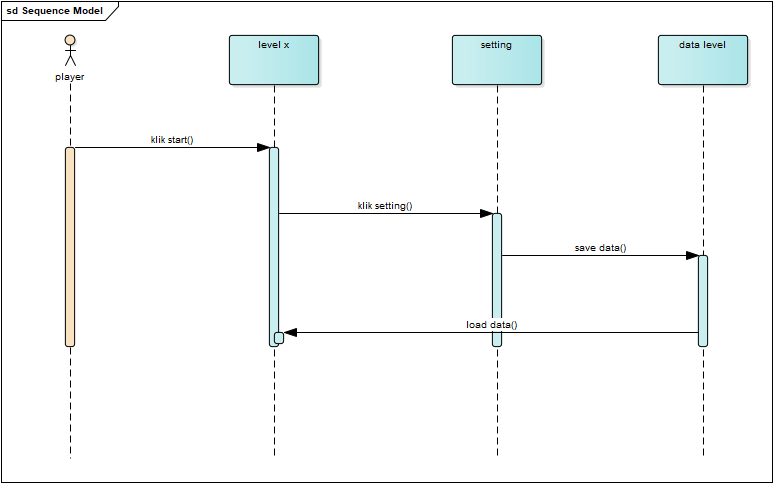 sd Sequence Model
player
level x
setting
data level
klik start()
klik setting()
save data()
load data()